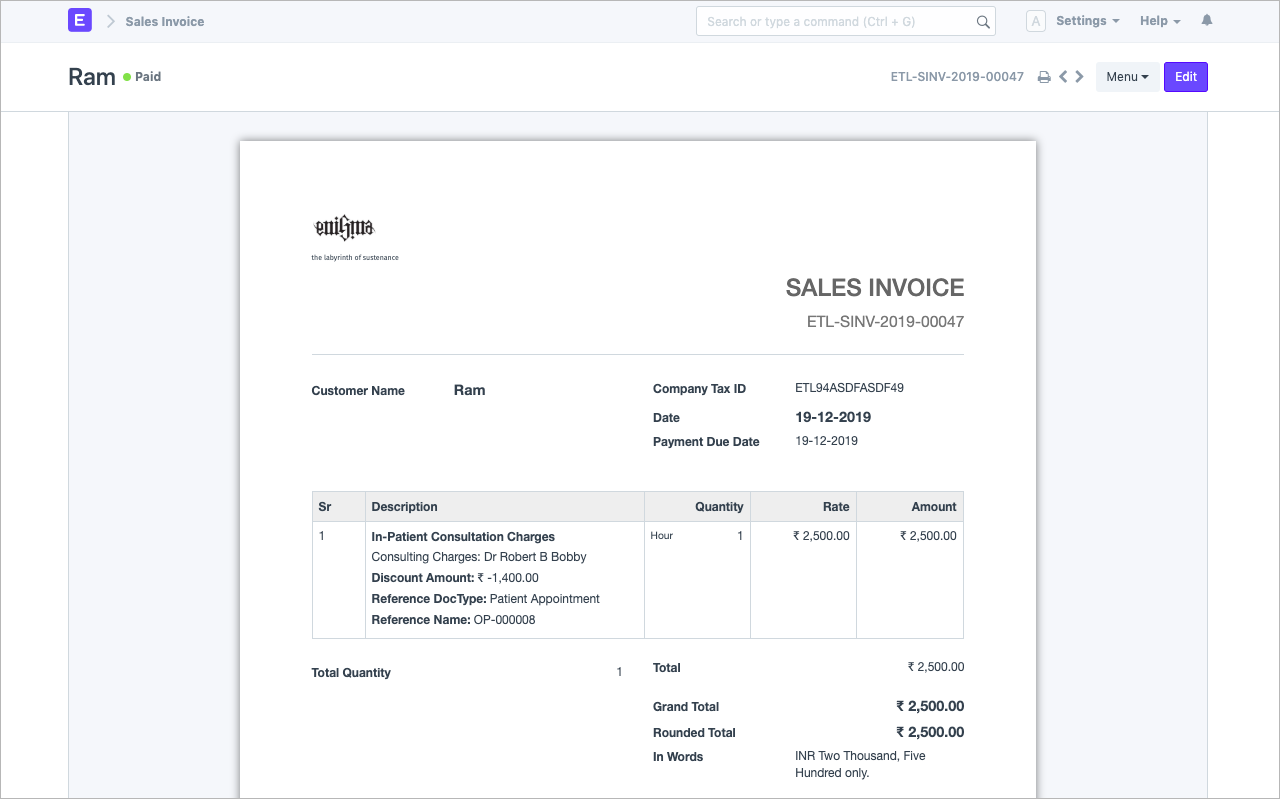 E Sales Invoice Search or type a command (Ctrl + G) A Settings Help
Ram Paid ETL-SINV-2019-00047 Menu Edit
enigma
the labyrinth of sustenance
SALES INVOICE
ETL-SINV-2019-00047
Customer Name Ram Company Tax ID ETL94ASDFASDF49
Date 19-12-2019
Payment Due Date 19-12-2019
Sr Description Quantity Rate Amount
1 In-Patient Consultation Charges Hour 1 ₹ 2,500.00 ₹ 2,500.00
Consulting Charges: Dr Robert B Bobby
Discount Amount: ₹ -1,400.00
Reference DocType: Patient Appointment
Reference Name: OP-000008
Total Quantity 1 Total ₹ 2,500.00
Grand Total ₹ 2,500.00
Rounded Total ₹ 2,500.00
In Words INR Two Thousand, Five
Hundred only.